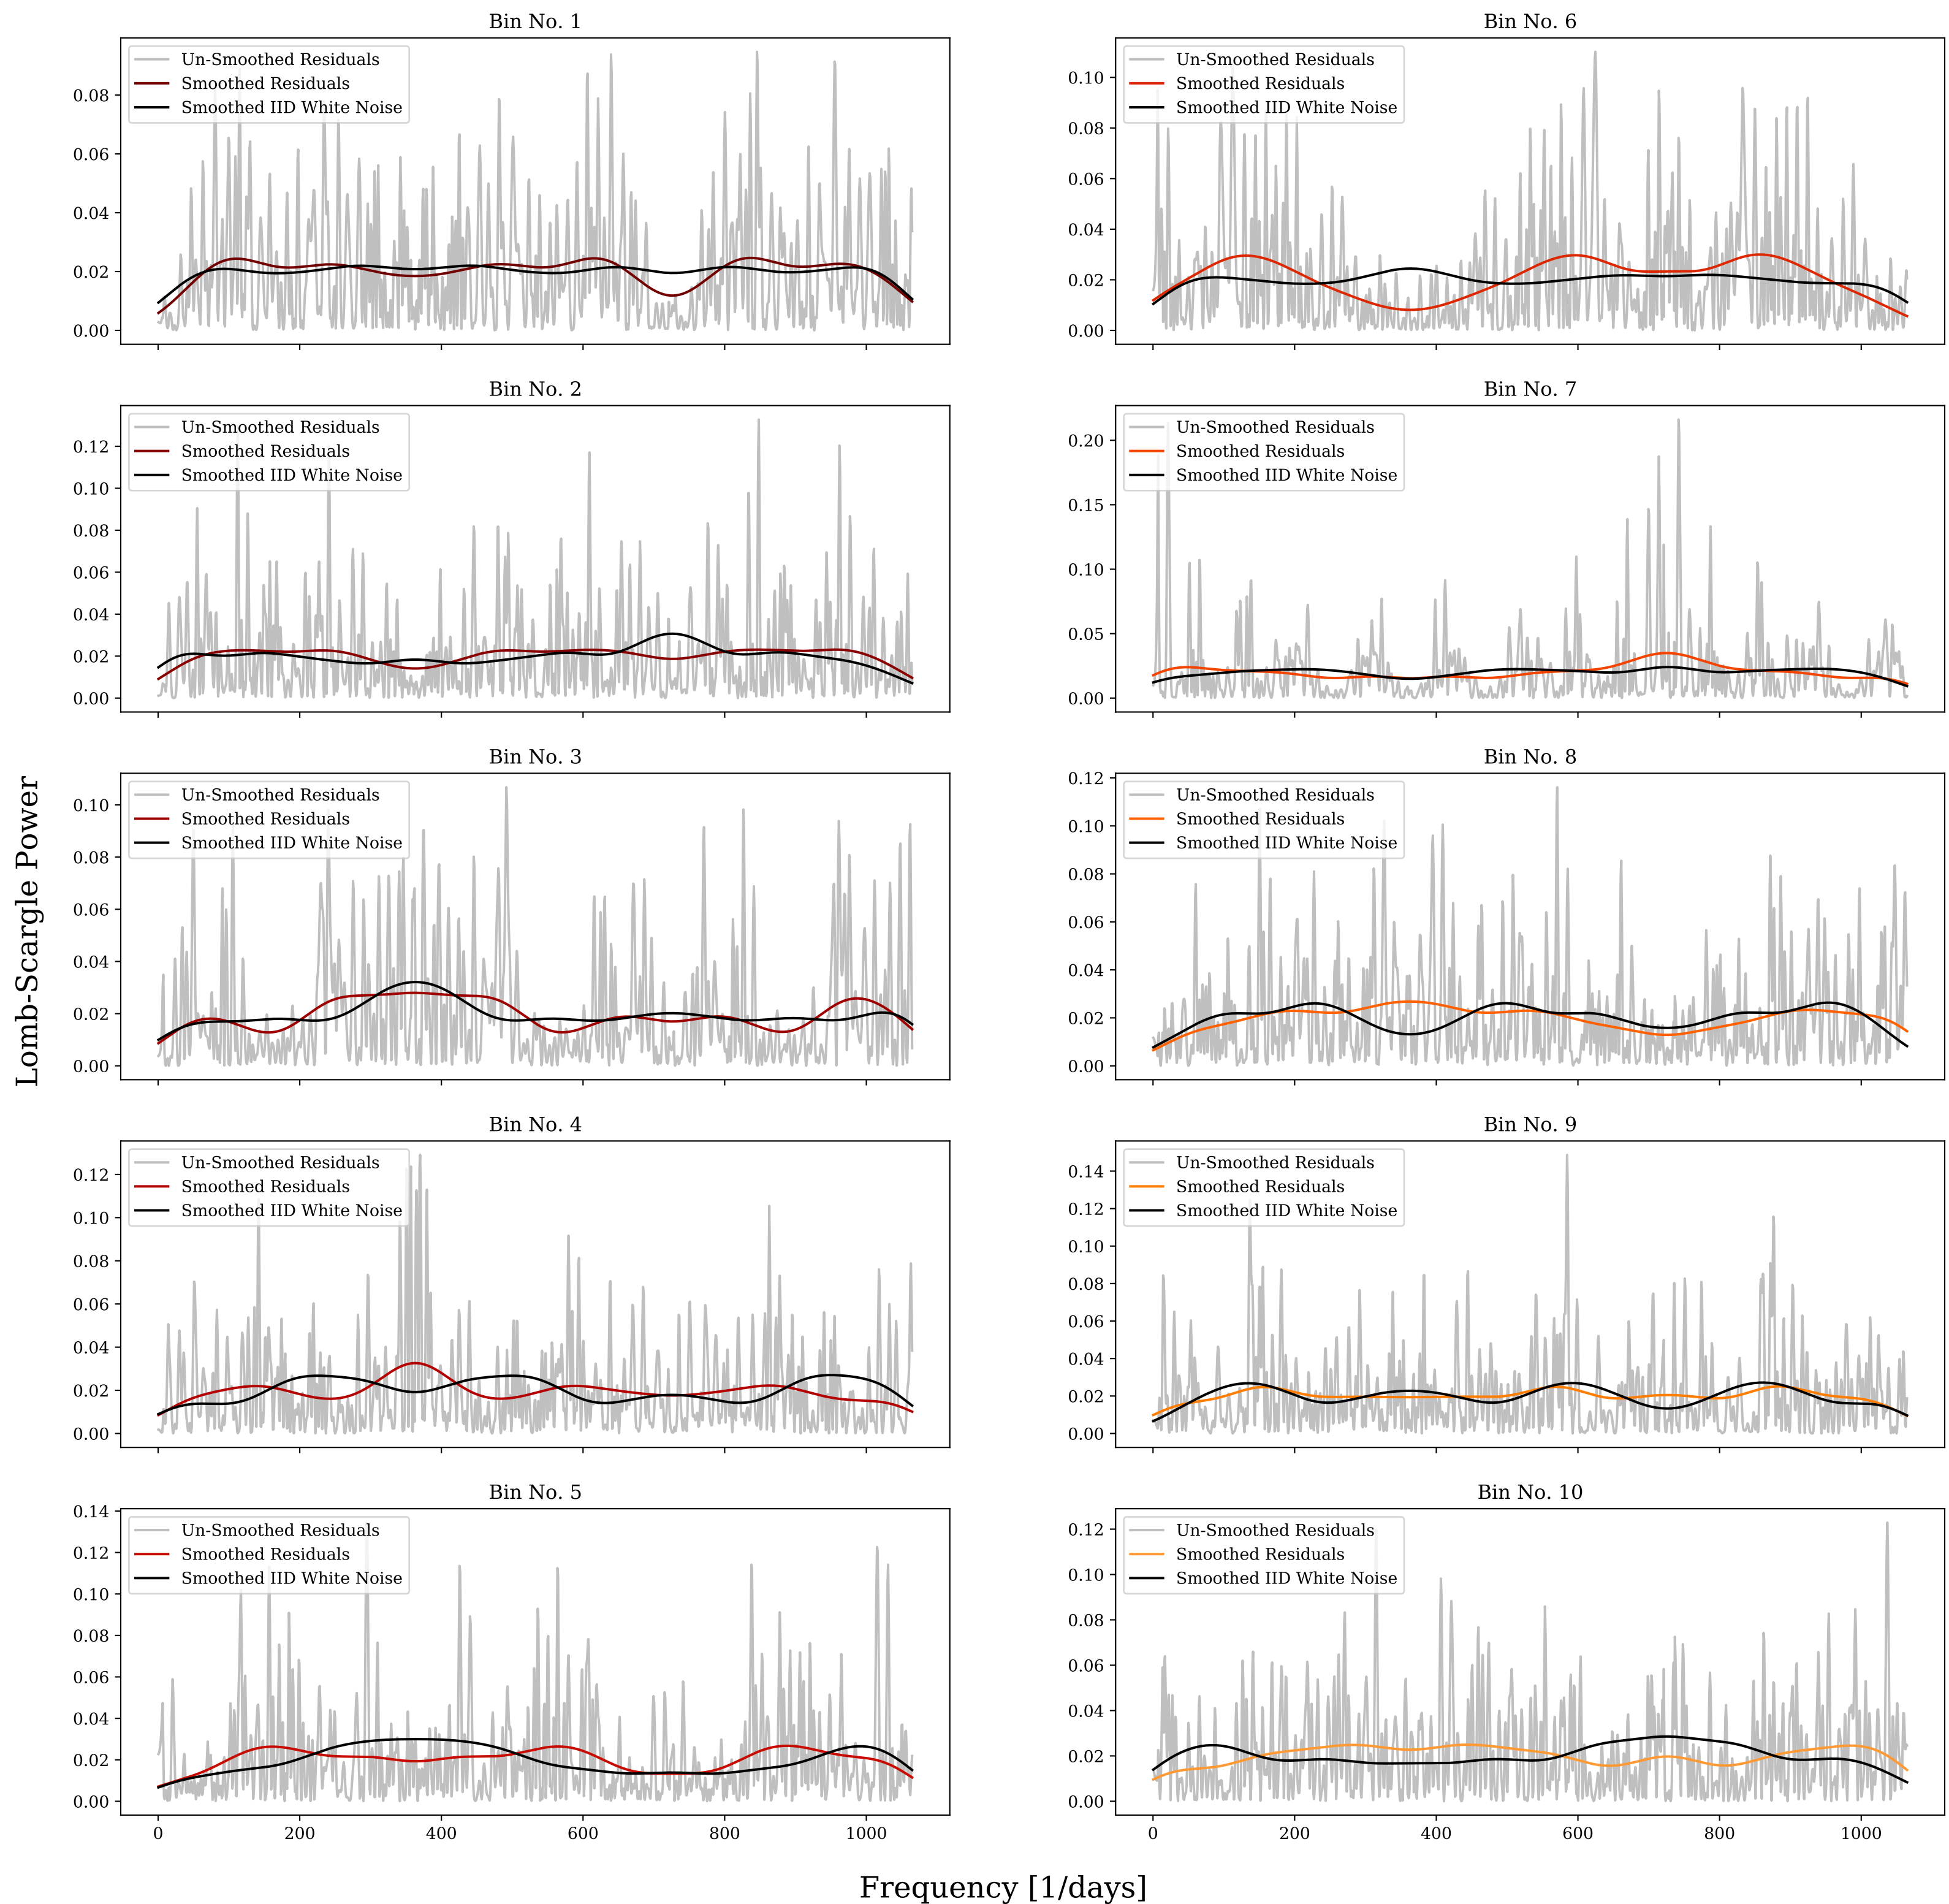 Bin No. 1
Un-Smoothed Residuals
Smoothed Residuals
Smoothed IID White Noise
0.08
0.06
0.04
0.02
0.00
Bin No. 2
Un-Smoothed Residuals
Smoothed Residuals
Smoothed IID White Noise
0.12
0.10
0.08
0.06
0.04
0.02
0.00
Bin No. 3
Un-Smoothed Residuals
Smoothed Residuals
Smoothed IID White Noise
0.10
0.08
0.06
0.04
0.02
0.00
Bin No. 4
Un-Smoothed Residuals
Smoothed Residuals
Smoothed IID White Noise
0.12
0.10
0.08
0.06
0.04
0.02
0.00
Bin No. 5
Un-Smoothed Residuals
Smoothed Residuals
Smoothed IID White Noise
0.14
0.12
0.10
0.08
0.06
0.04
0.02
0.00
0 200 400 600 800 1000
Bin No. 6
Un-Smoothed Residuals
Smoothed Residuals
Smoothed IID White Noise
0.10
0.08
0.06
0.04
0.02
0.00
Bin No. 7
Un-Smoothed Residuals
Smoothed Residuals
Smoothed IID White Noise
0.20
0.15
0.10
0.05
0.00
Bin No. 8
Un-Smoothed Residuals
Smoothed Residuals
Smoothed IID White Noise
0.12
0.10
0.08
0.06
0.04
0.02
0.00
Bin No. 9
Un-Smoothed Residuals
Smoothed Residuals
Smoothed IID White Noise
0.14
0.12
0.10
0.08
0.06
0.04
0.02
0.00
Bin No. 10
Un-Smoothed Residuals
Smoothed Residuals
Smoothed IID White Noise
0.12
0.10
0.08
0.06
0.04
0.02
0.00
0 200 400 600 800 1000
Lomb-Scargle Power
Frequency [1/days]